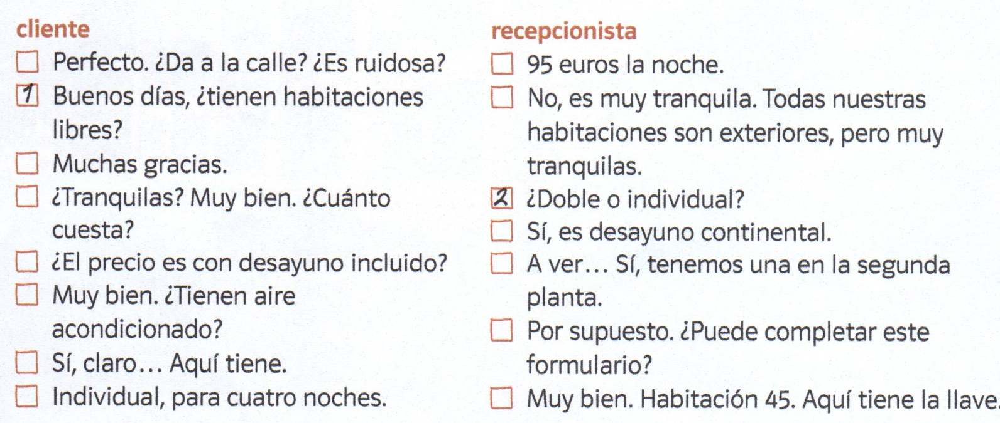 cliente
Perfecto. ¿Da a la calle? ¿Es ruidosa?
1 Buenos días, ¿tienen habitaciones
libres?
Muchas gracias.
¿Tranquilas? Muy bien. ¿Cuánto
cuesta?
¿El precio es con desayuno incluido?
Muy bien. ¿Tienen aire
acondicionado?
Sí, claro... Aquí tiene.
Individual, para cuatro noches.
recepcionista
95 euros la noche.
No, es muy tranquila. Todas nuestras
habitaciones son exteriores, pero muy
tranquilas.
2 ¿Doble o individual?
Sí, es desayuno continental.
A ver... Sí, tenemos una en la segunda
planta.
Por supuesto. ¿Puede completar este
formulario?
Muy bien. Habitación 45. Aquí tiene la llave.